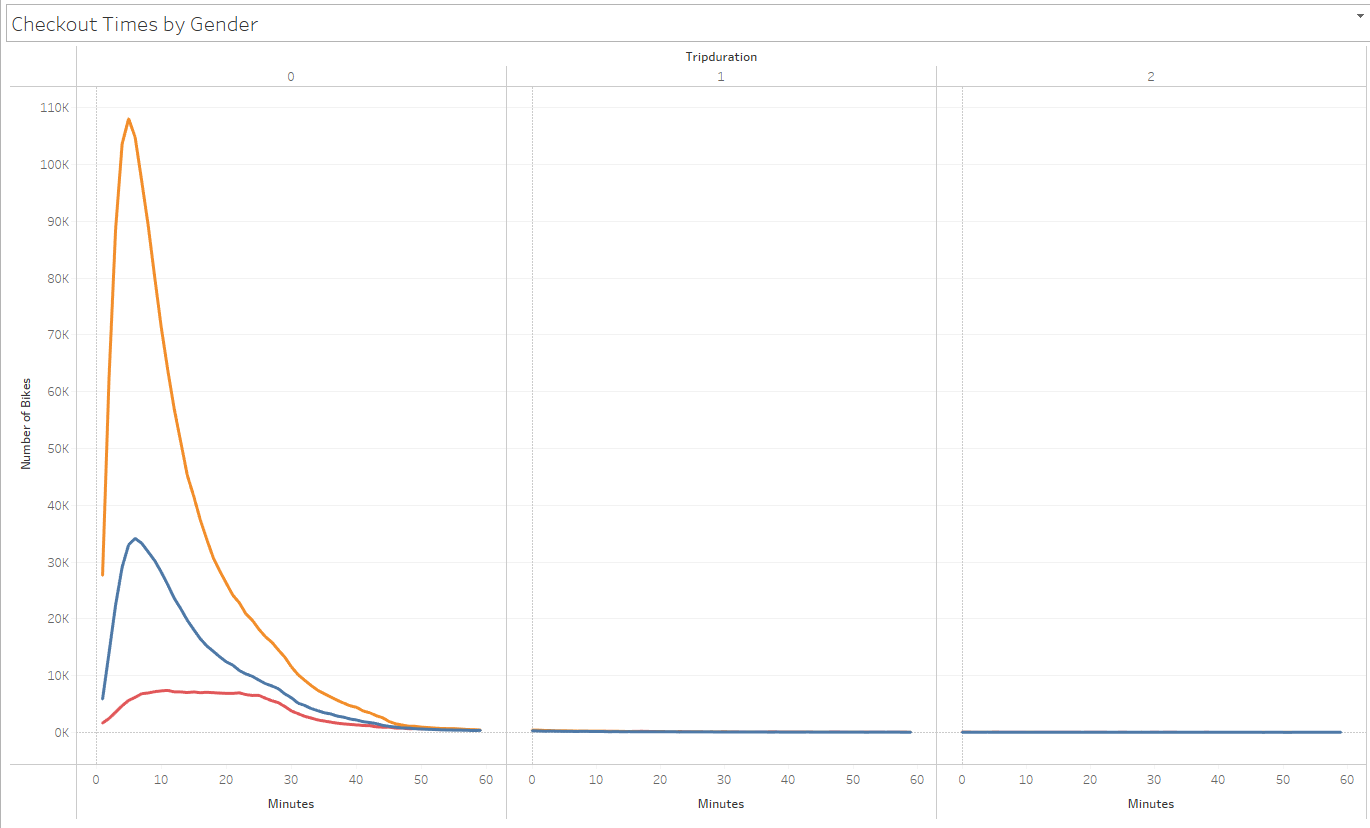 Checkout Times by Gender
Tripduration
0 1 2
110K
100K
90K
80K
70K
60K
50K
40K
30K
20K
10K
0K
Number of Bikes
0 10 20 30 40 50 60 0 10 20 30 40 50 60 0 10 20 30 40 50 60
Minutes Minutes Minutes